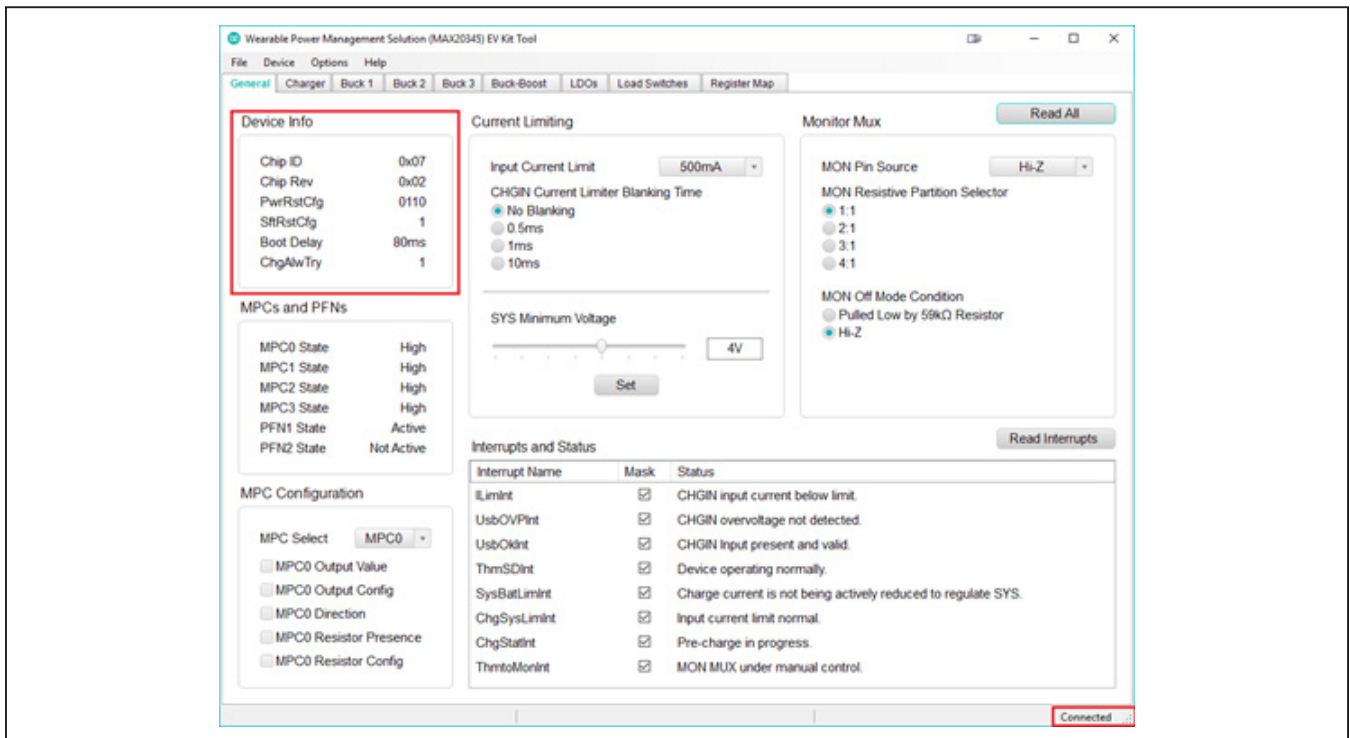 Wearable Power Management Solution (MAX20345) EV Kit Tool
File Device Options Help
General Charger Buck 1 Buck 2 Buck 3 Buck-Boost LDOs Load Switches Register Map
Read All
Device Info
Chip ID 0x07
Chip Rev 0x02
PwrRstCfg 0110
SftRstCfg 1
Boot Delay 80ms
ChgAlwTry 1
MPCs and PFNs
MPC0 State High
MPC1 State High
MPC2 State High
MPC3 State High
PFN1 State Active
PFN2 State Not Active
MPC Configuration
MPC Select MPC0
MPC0 Output Value
MPC0 Output Config
MPC0 Direction
MPC0 Resistor Presence
MPC0 Resistor Config
Current Limiting
Input Current Limit 500mA
CHGIN Current Limiter Blanking Time
No Blanking
0.5ms
1ms
10ms
SYS Minimum Voltage
4V
Set
Monitor Mux
MON Pin Source Hi-Z
MON Resistive Partition Selector
1:1
2:1
3:1
4:1
MON Off Mode Condition
Pulled Low by 59kΩ Resistor
Hi-Z
Interrupts and Status
Read Interrupts
Interrupt Name Mask Status
ILimInt CHGIN input current below limit.
UsbOVPInt CHGIN overvoltage not detected.
UsbOkInt CHGIN Input present and valid.
ThmSDInt Device operating normally.
SysBatLimInt Charge current is not being actively reduced to regulate SYS.
ChgSysLimInt Input current limit normal.
ChgStatInt Pre-charge in progress.
ThmtoMonInt MON MUX under manual control.
Connected